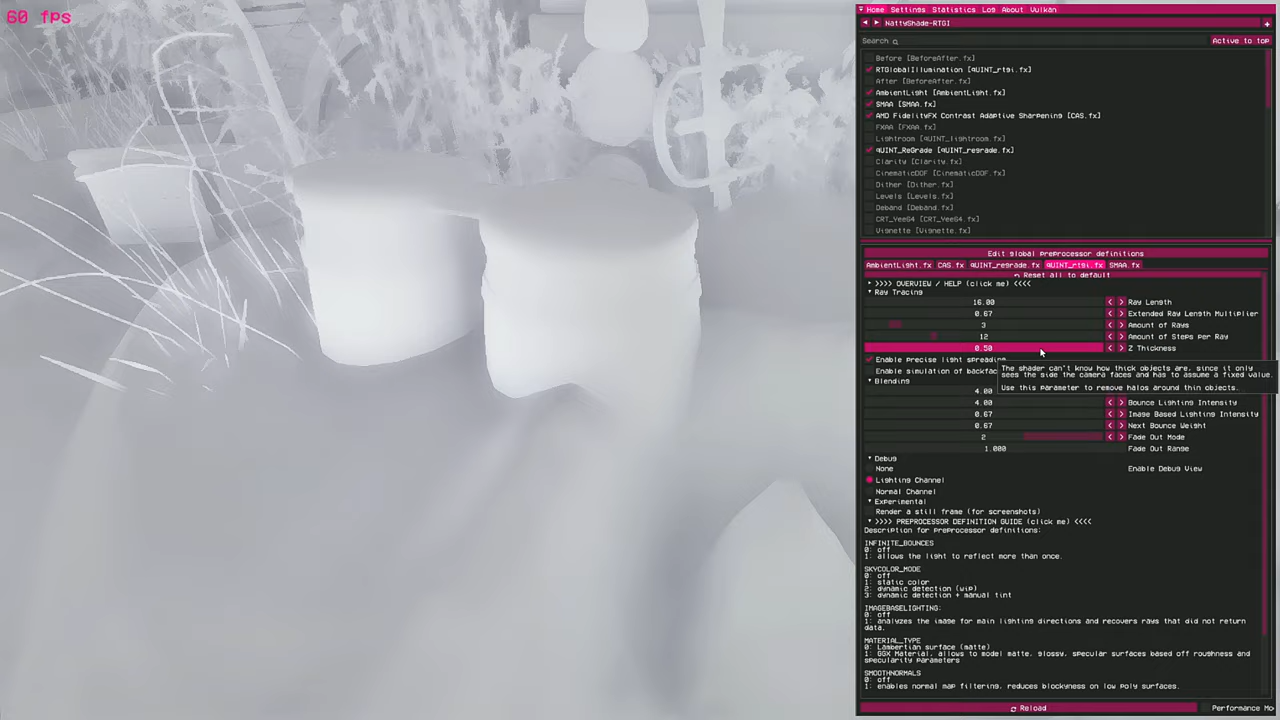 60 fps
Home Settings Statistics Log About Vulkan
NattyShade-RTGI
+
Search
Active to top
Before [BeforeAfter.fx]
RTGlobalIllumination [qUINT_rtgi.fx]
After [BeforeAfter.fx]
AmbientLight [AmbientLight.fx]
SMAA [SMAA.fx]
AMD FidelityFX Contrast Adaptive Sharpening [CAS.fx]
FXAA [FXAA.fx]
Lightroom [qUINT_lightroom.fx]
qUINT_ReGrade [qUINT_regrade.fx]
Clarity [Clarity.fx]
CinematicDOF [CinematicDOF.fx]
Dither [Dither.fx]
Levels [Levels.fx]
Deband [Deband.fx]
CRT_Yee64 [CRT_Yee64.fx]
Vignette [Vignette.fx]
Edit global preprocessor definitions
AmbientLight.fx CAS.fx qUINT_regrade.fx qUINT_rtgi.fx SMAA.fx
Reset all to default
>>>> OVERVIEW / HELP (click me) <<<<
Ray Tracing
16.00 < > Ray Length
0.67 Extended Ray Length Multiplier
3 < > Amount of Rays
12 < > Amount of Steps per Ray
0.50 < > Z Thickness
Enable precise light spreading
Enable simulation of backfac
The shader can't know how thick objects are, since it only
sees the side the camera faces and has to assume a fixed value.
Use this parameter to remove halos around thin objects.
Blending
4.00
4.00 < > Bounce Lighting Intensity
0.67 < > Image Based Lighting Intensity
0.67 < > Next Bounce Weight
2 < > Fade Out Mode
1.000 Fade Out Range
Debug
None Enable Debug View
Lighting Channel
Normal Channel
Experimental
Render a still frame (for screenshots)
>>>> PREPROCESSOR DEFINITION GUIDE (click me) <<<<
Description for preprocessor definitions:
INFINITE_BOUNCES
0: off
1: allows the light to reflect more than once.
SKYCOLOR_MODE
0: off
1: static color
2: dynamic detection (wip)
3: dynamic detection + manual tint
IMAGEBASELIGHTING:
0: off
1: analyzes the image for main lighting directions and recovers rays that did not return
data.
MATERIAL_TYPE
0: Lambertian surface (matte)
1: GGX Material, allows to model matte, glossy, specular surfaces based off roughness and
specularity parameters
SMOOTHNORMALS
0: off
1: enables normal map filtering, reduces blockyness on low poly surfaces.
Reload
Performance Mo